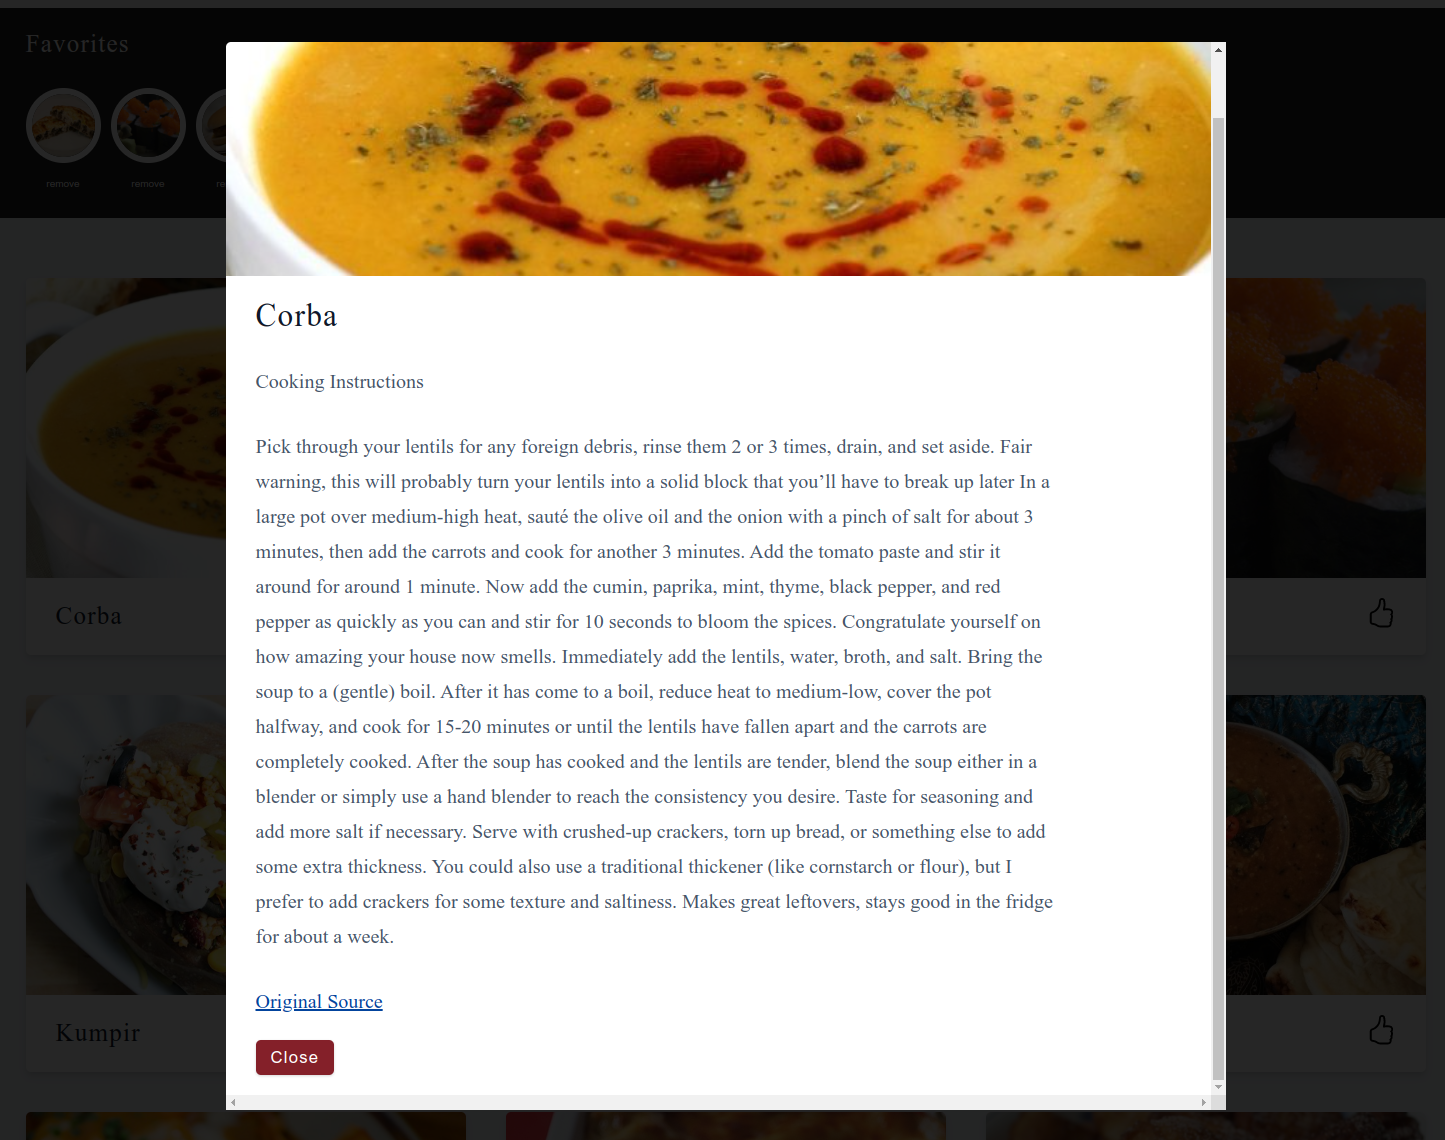 Favorites
remove
remove
re
Corba
Cooking Instructions
Pick through your lentils for any foreign debris, rinse them 2 or 3 times, drain, and set aside. Fair
warning, this will probably turn your lentils into a solid block that you’ll have to break up later In a
large pot over medium-high heat, sauté the olive oil and the onion with a pinch of salt for about 3
minutes, then add the carrots and cook for another 3 minutes. Add the tomato paste and stir it
around for around 1 minute. Now add the cumin, paprika, mint, thyme, black pepper, and red
pepper as quickly as you can and stir for 10 seconds to bloom the spices. Congratulate yourself on
how amazing your house now smells. Immediately add the lentils, water, broth, and salt. Bring the
soup to a (gentle) boil. After it has come to a boil, reduce heat to medium-low, cover the pot
halfway, and cook for 15-20 minutes or until the lentils have fallen apart and the carrots are
completely cooked. After the soup has cooked and the lentils are tender, blend the soup either in a
blender or simply use a hand blender to reach the consistency you desire. Taste for seasoning and
add more salt if necessary. Serve with crushed-up crackers, torn up bread, or something else to add
some extra thickness. You could also use a traditional thickener (like cornstarch or flour), but I
prefer to add crackers for some texture and saltiness. Makes great leftovers, stays good in the fridge
for about a week.
Original Source
Close
Corba
Kumpir